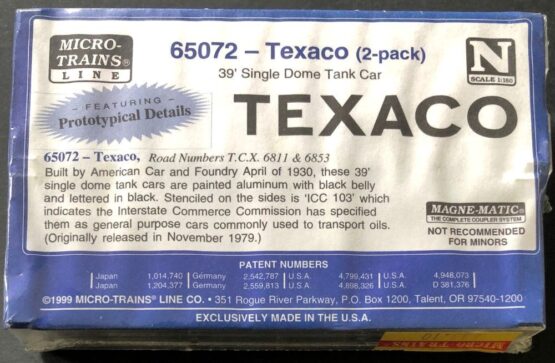 MICRO-
TRAINS®
LINE
65072 – Texaco (2-pack)
39' Single Dome Tank Car
N
SCALE 1:160
– FEATURING –
Prototypical Details
TEXACO
65072 – Texaco, Road Numbers T.C.X. 6811 & 6853
Built by American Car and Foundry April of 1930, these 39'
single dome tank cars are painted aluminum with black belly
and lettered in black. Stenciled on the sides is 'ICC 103' which
indicates the Interstate Commerce Commission has specified
them as general purpose cars commonly used to transport oils.
(Originally released in November 1979.)
MAGNE-MATIC®
THE COMPLETE COUPLER SYSTEM
NOT RECOMMENDED
FOR MINORS
PATENT NUMBERS
Japan 1,014,740 Germany 2,542,787 U.S.A. 4,799,431 U.S.A. 4,948,073
Japan 1,204,377 Germany 2,559,813 U.S.A. 4,898,326 U.S.A. D 381,376
©1999 MICRO-TRAINS® LINE CO. • 351 Rogue River Parkway, P.O. Box 1200, Talent, OR 97540-1200
EXCLUSIVELY MADE IN THE U.S.A.
MICRO TRAINS